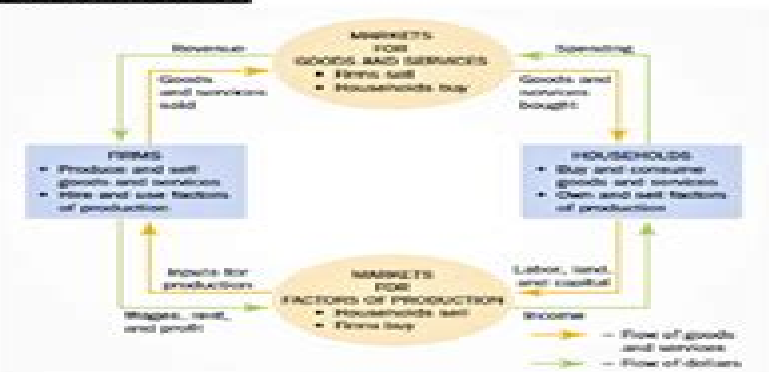 MARKETS
FOR
GOODS AND SERVICES
• Firms sell
• Households buy
Revenue
Spending
Goods
and services
sold
Goods and
services
bought
FIRMS
• Produce and sell
goods and services
• Hire and use factors
of production
HOUSEHOLDS
• Buy and consume
goods and services
• Own and sell factors
of production
Inputs for
production
Labor, land,
and capital
MARKETS
FOR
FACTORS OF PRODUCTION
• Households sell
• Firms buy
Wages, rent,
and profit
Income
= Flow of goods
and services
= Flow of dollars